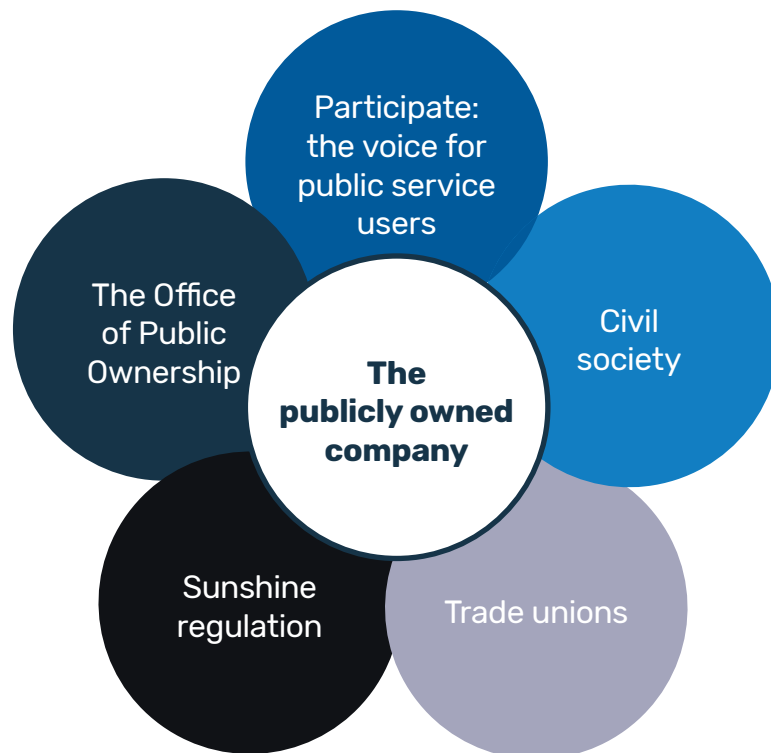 Participate:
the voice for
public service
users
The Office
of Public
Ownership
Civil
society
The
publicly owned
company
Sunshine
regulation
Trade unions